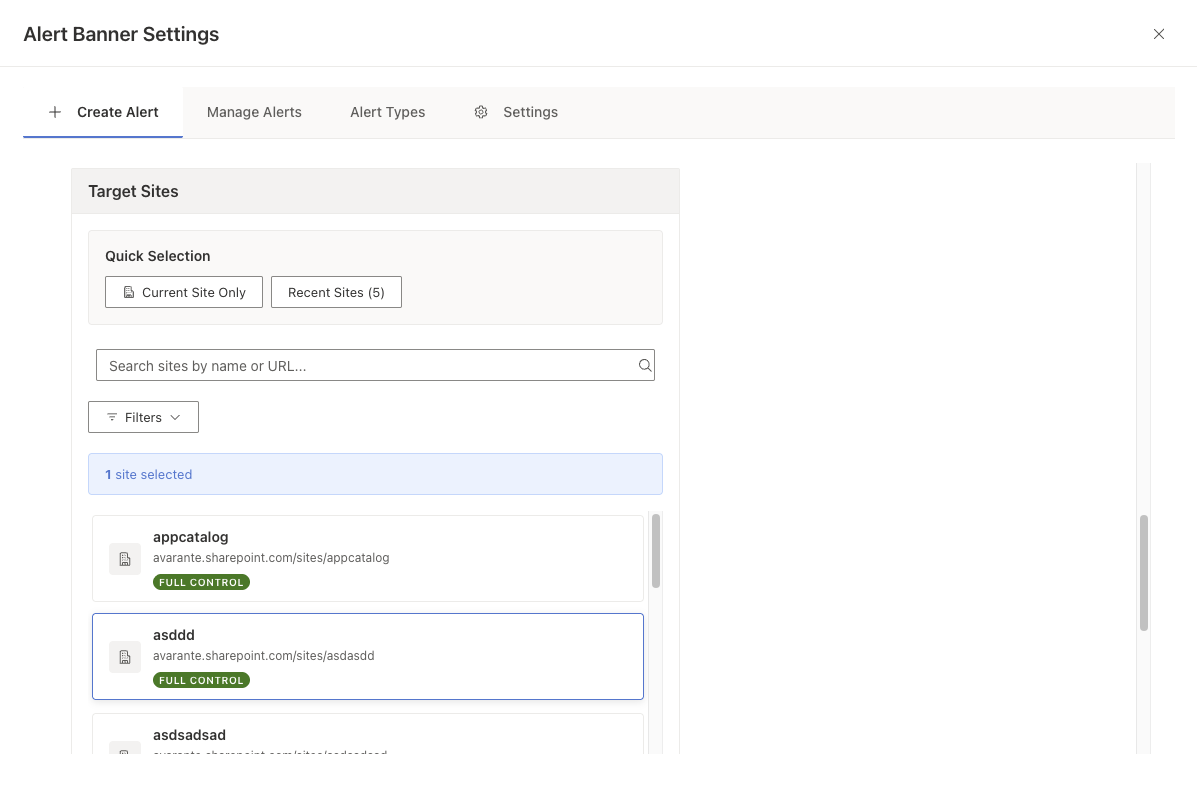 Alert Banner Settings
Create Alert
Manage Alerts
Alert Types
Settings
Target Sites
Quick Selection
Current Site Only
Recent Sites (5)
Search sites by name or URL...
Filters
1 site selected
appcatalog
avarante.sharepoint.com/sites/appcatalog
FULL CONTROL
asddd
avarante.sharepoint.com/sites/asdasdd
FULL CONTROL
asdsadsad